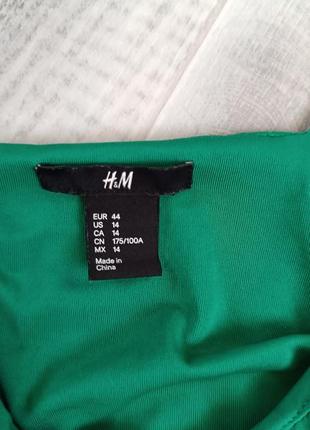 H&M
EUR 44
US 14
CA 14
CN 175/100A
MX 14
Made in
China